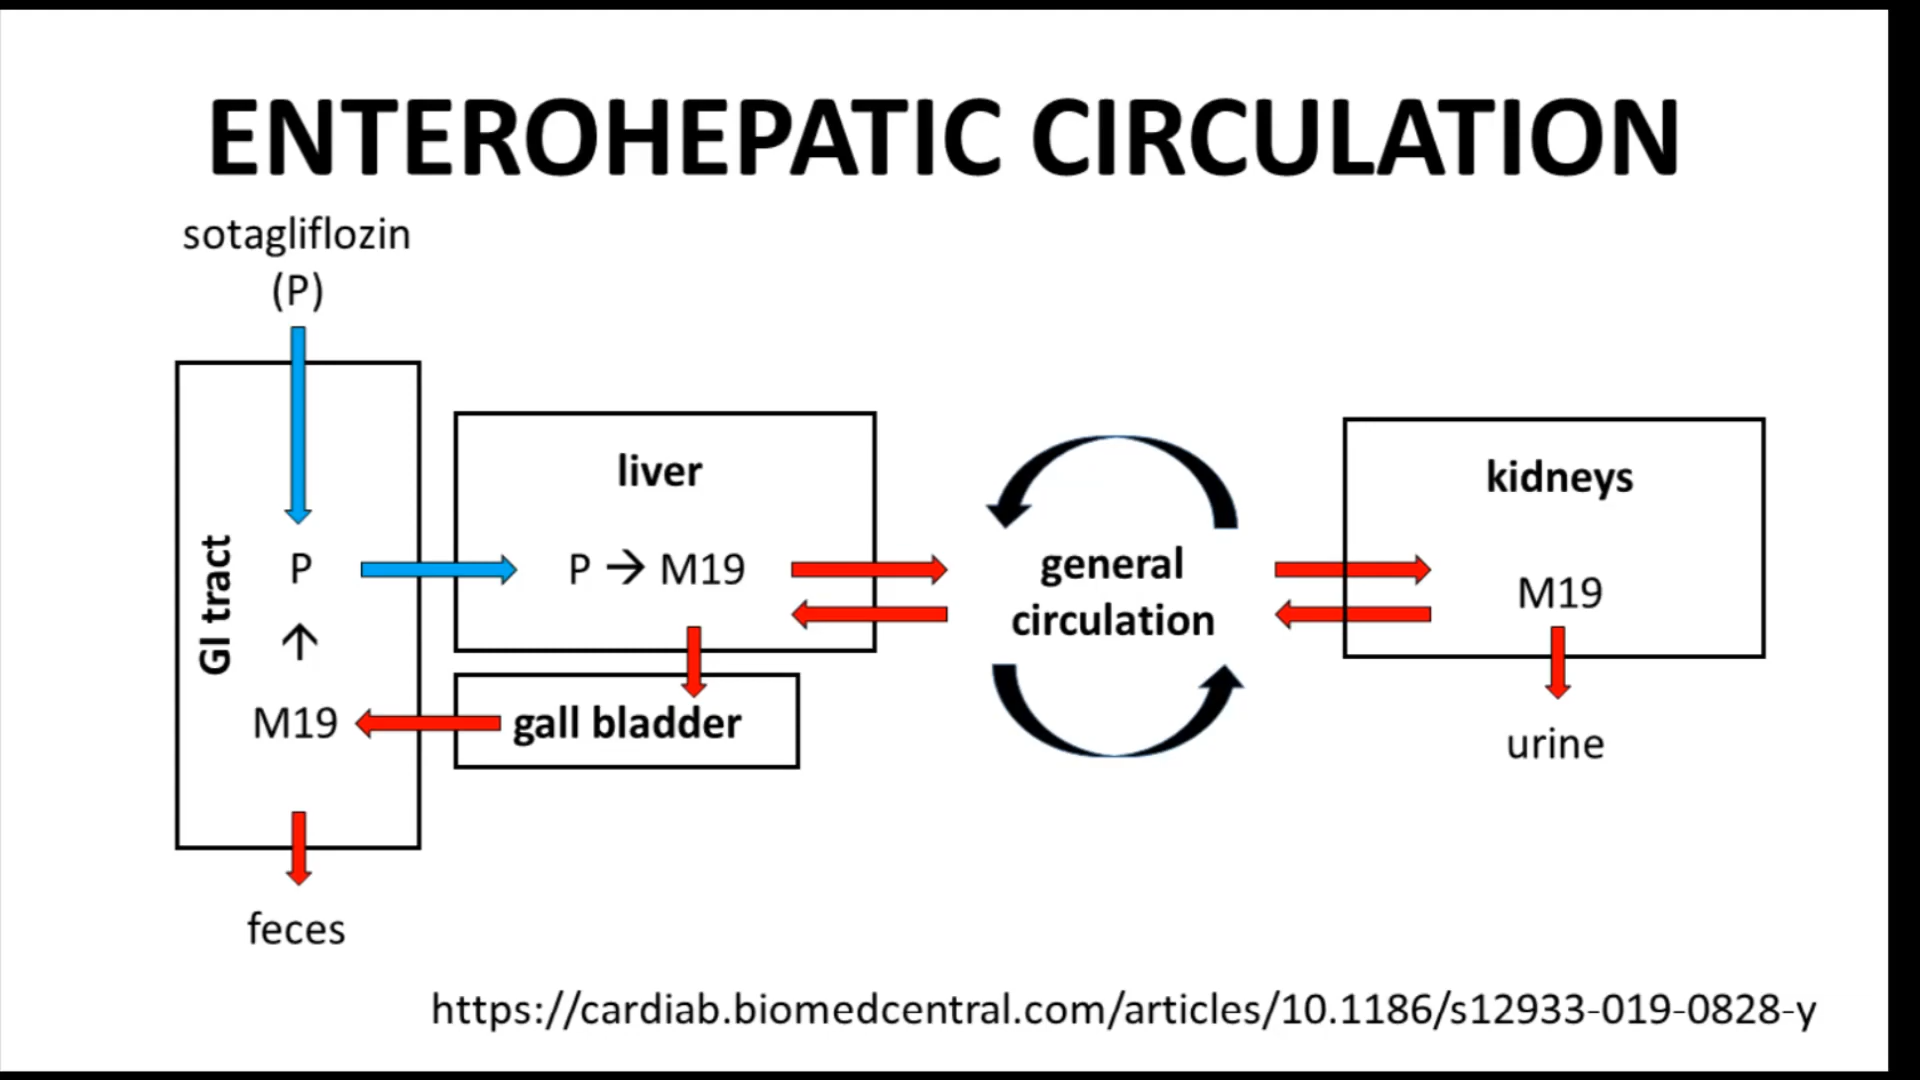 ENTEROHEPATIC CIRCULATION
sotagliflozin
(P)
GI tract
P
↑
M19
feces
liver
P → M19
gall bladder
general
circulation
kidneys
M19
urine
https://cardiab.biomedcentral.com/articles/10.1186/s12933-019-0828-y